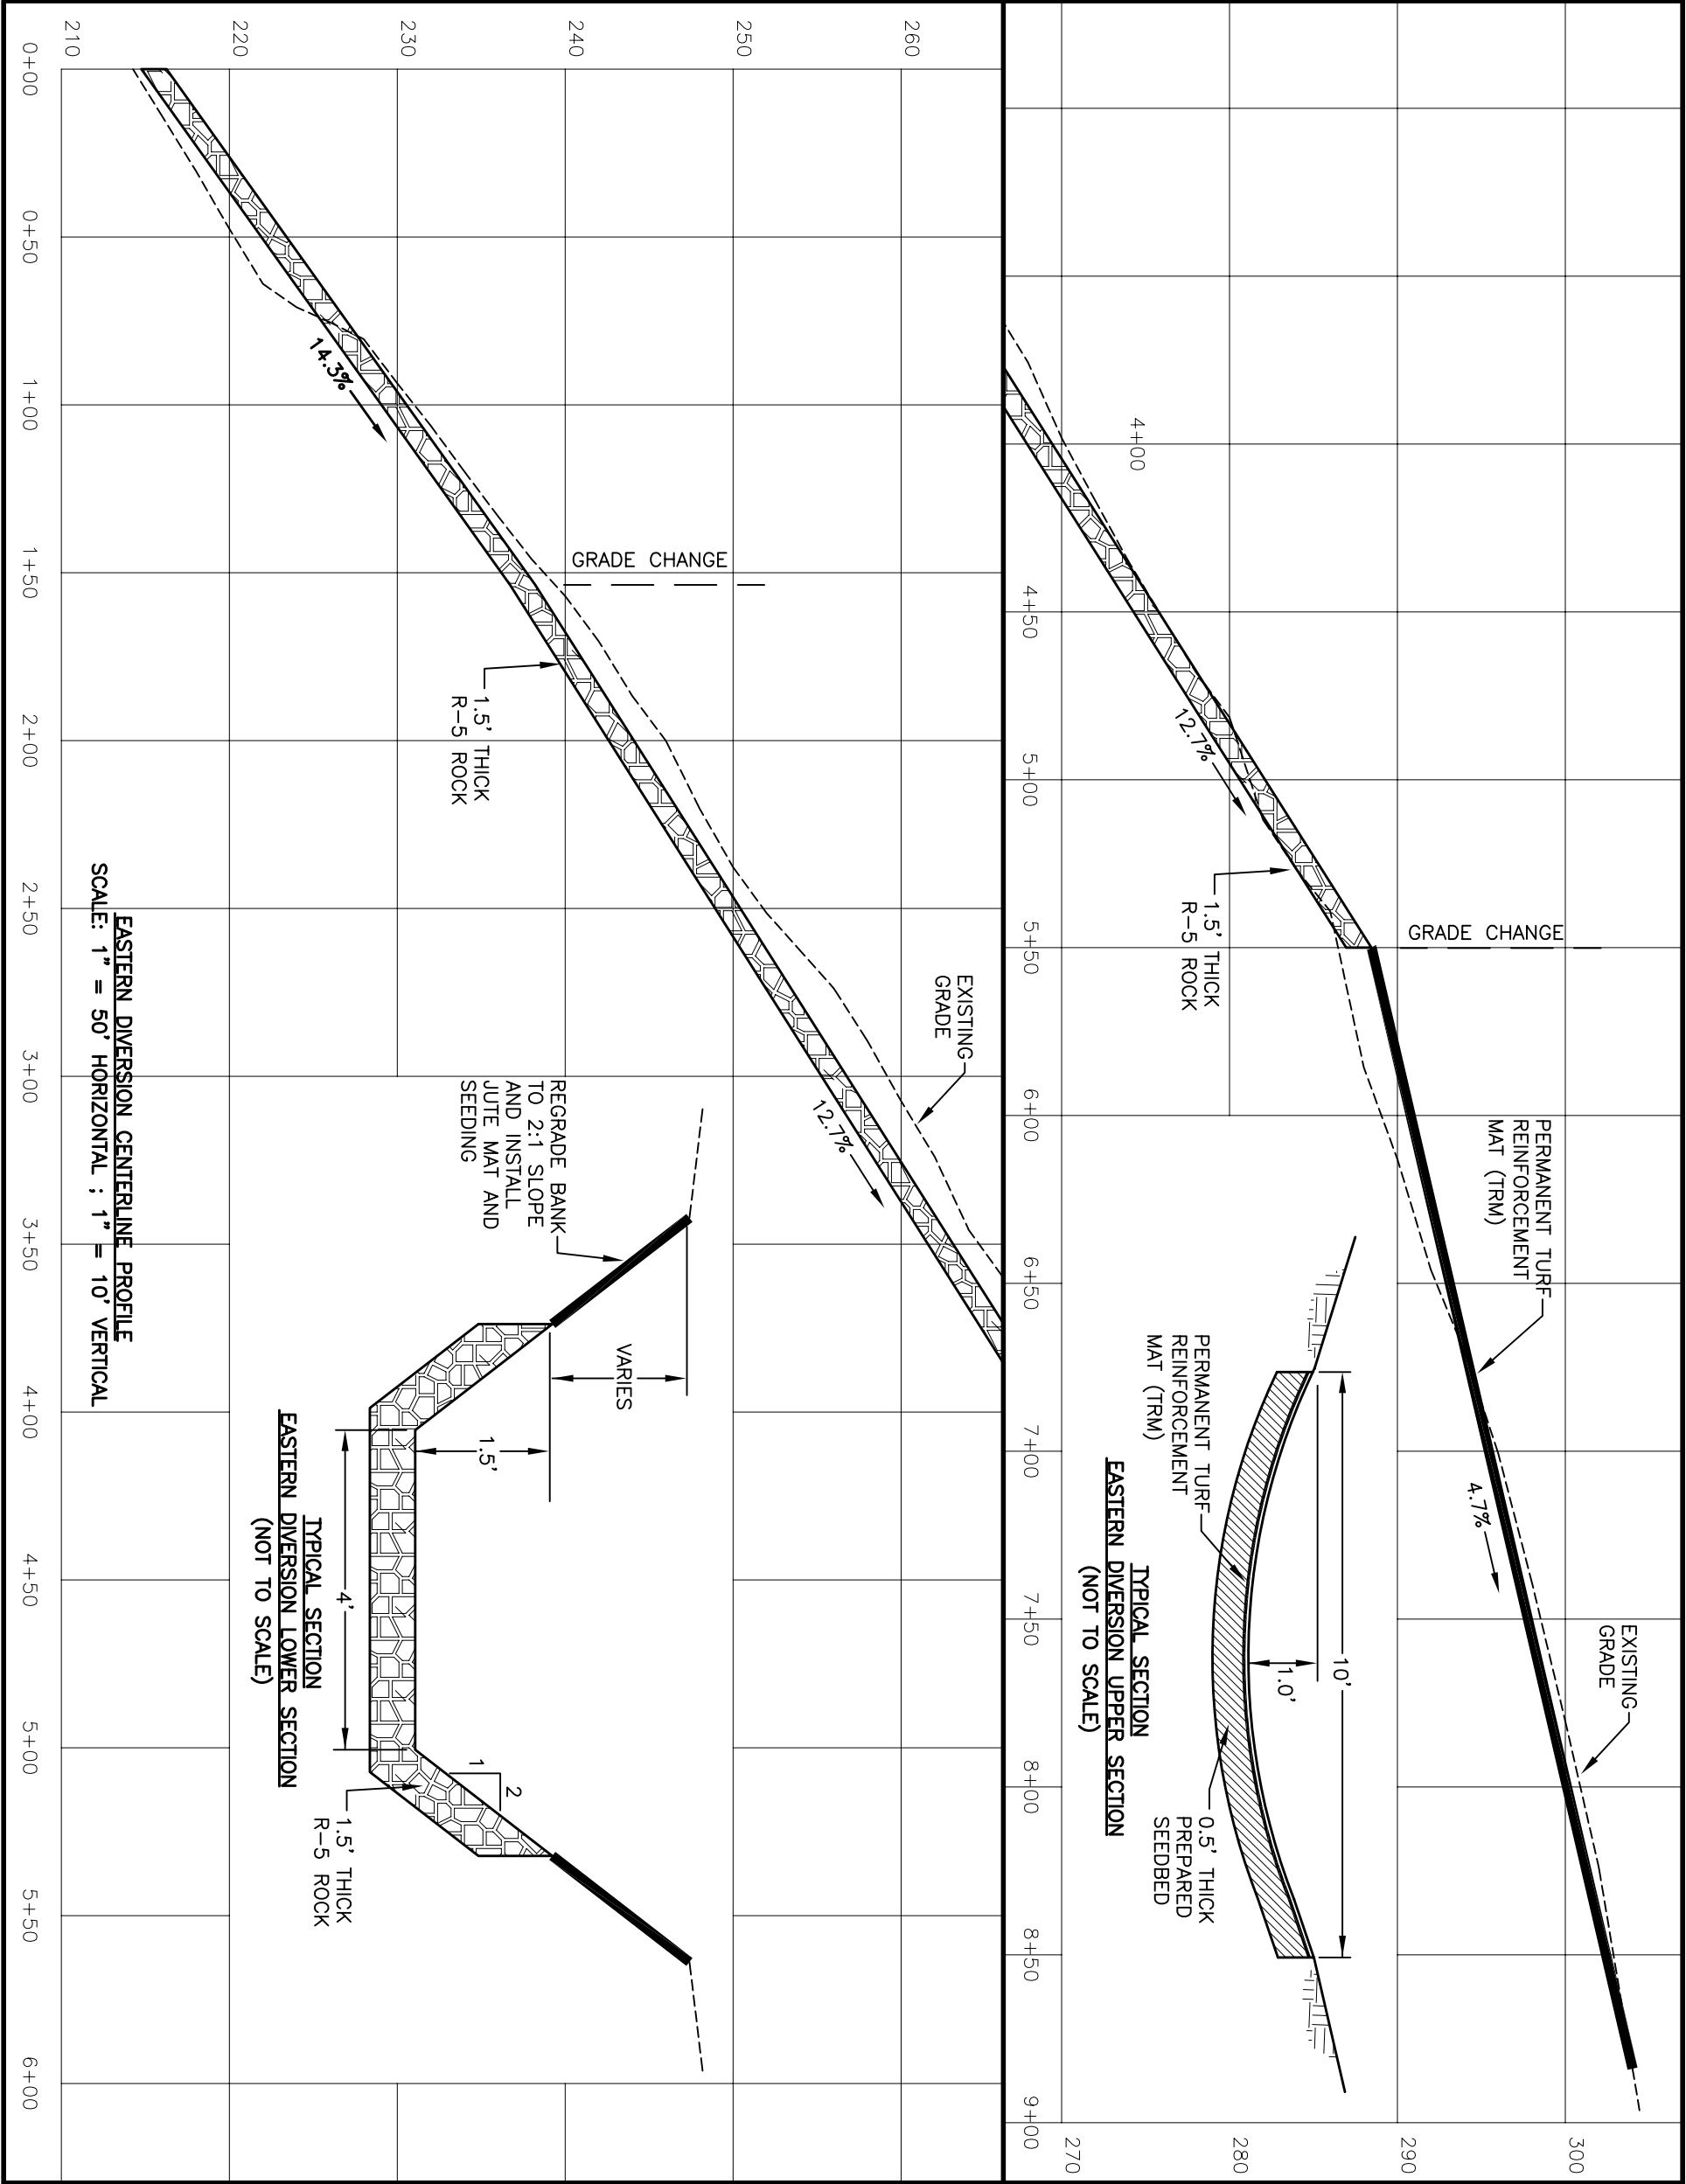 300
290
280
270
4+00
4+50
5+00
5+50
6+00
6+50
7+00
7+50
8+00
8+50
9+00
GRADE CHANGE
12.7%
1.5' THICK
R-5 ROCK
PERMANENT TURF
REINFORCEMENT
MAT (TRM)
4.7%
EXISTING
GRADE
10'
1.0'
PERMANENT TURF
REINFORCEMENT
MAT (TRM)
0.5' THICK
PREPARED
SEEDBED
TYPICAL SECTION
EASTERN DIVERSION UPPER SECTION
(NOT TO SCALE)
260
250
240
230
220
210
0+00
0+50
1+00
1+50
2+00
2+50
3+00
3+50
4+00
4+50
5+00
5+50
6+00
14.3%
GRADE CHANGE
1.5' THICK
R-5 ROCK
EXISTING
GRADE
12.7%
REGRADE BANK
TO 2:1 SLOPE
AND INSTALL
JUTE MAT AND
SEEDING
VARIES
1.5'
4'
2
1
1.5' THICK
R-5 ROCK
TYPICAL SECTION
EASTERN DIVERSION LOWER SECTION
(NOT TO SCALE)
EASTERN DIVERSION CENTERLINE PROFILE
SCALE: 1" = 50' HORIZONTAL ; 1" = 10' VERTICAL